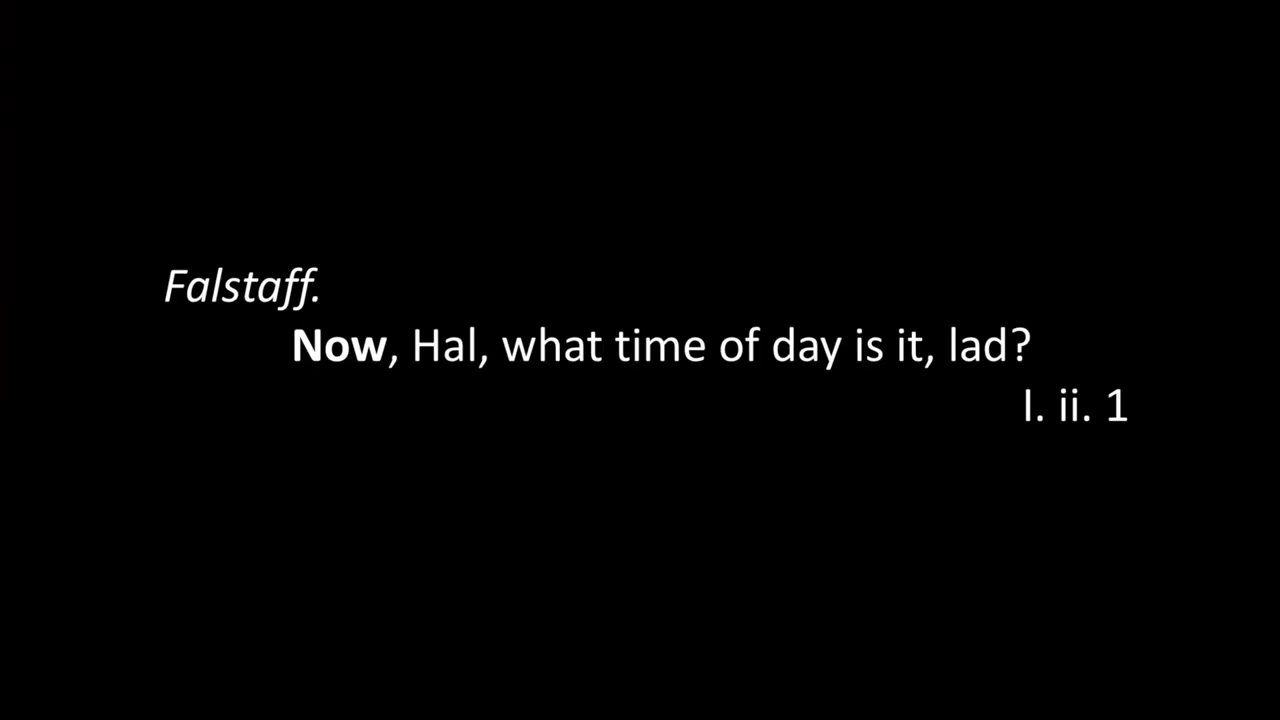 Falstaff.
Now, Hal, what time of day is it, lad?
I. ii. 1